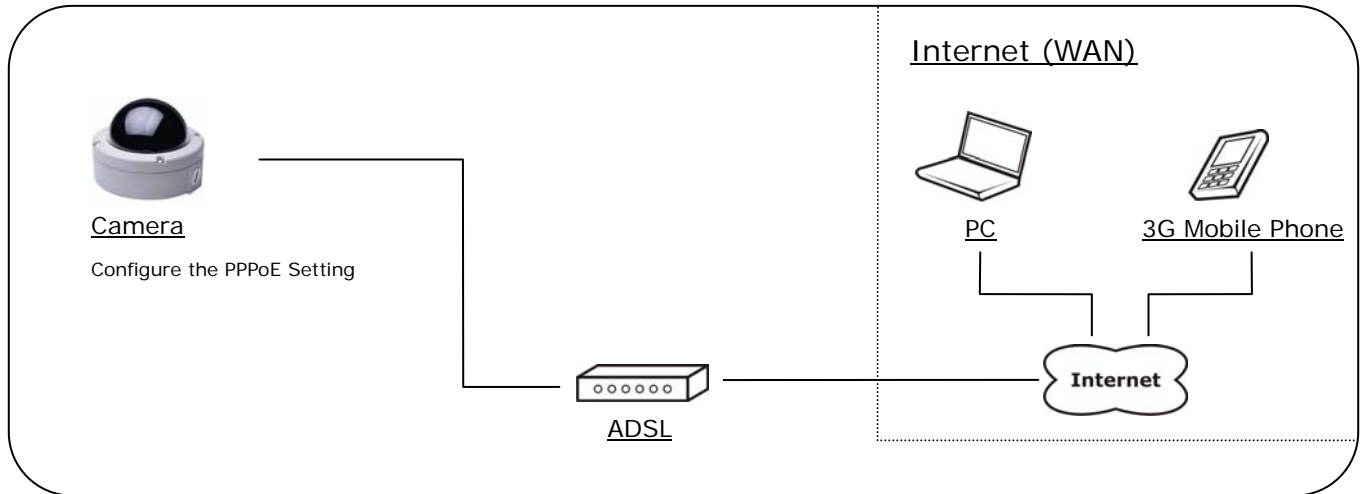 Internet (WAN)
Camera
Configure the PPPoE Setting
PC
3G Mobile Phone
Internet
ADSL